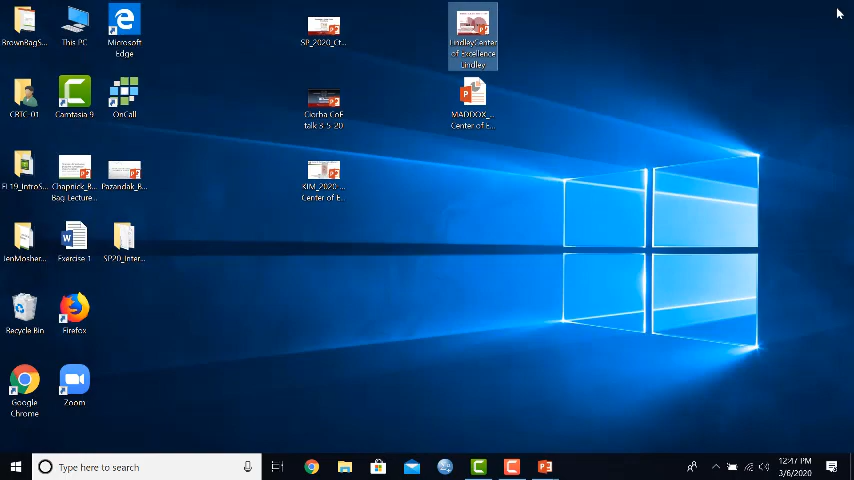 BrownBagS...
This PC
Microsoft
Edge
SP_2020_Ct...
LindleyCenter
of Excellence
Lindley
CRTC-01
Camtasia 9
OnCall
Ciorha CoE
talk 3-5-20
MADDOX_...
Center of E...
FL19_IntroS...
Chapnick_B...
Bag Lecture...
Pazandak_B...
KIM_2020-...
Center of E...
JenMosher...
Exercise 1
SP20_Inter...
Recycle Bin
Firefox
Google
Chrome
Zoom
Type here to search
12:47 PM
3/6/2020